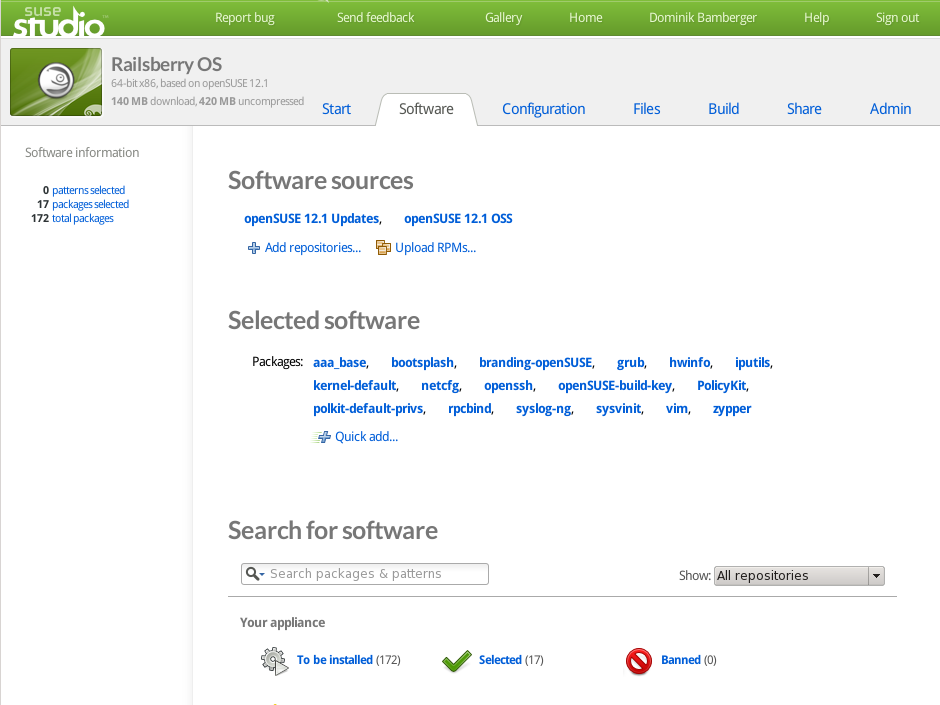 suse
studio
Report bug Send feedback Gallery Home Dominik Bamberger Help Sign out
Railsberry OS
64-bit x86, based on openSUSE 12.1
140 MB download, 420 MB uncompressed
Start Software Configuration Files Build Share Admin
Software information
0 patterns selected
17 packages selected
172 total packages
Software sources
openSUSE 12.1 Updates, openSUSE 12.1 OSS
Add repositories... Upload RPMs...
Selected software
Packages: aaa_base, bootsplash, branding-openSUSE, grub, hwinfo, iputils,
kernel-default, netcfg, openssh, openSUSE-build-key, PolicyKit,
polkit-default-privs, rpcbind, syslog-ng, sysvinit, vim, zypper
Quick add...
Search for software
Search packages & patterns
Show: All repositories
Your appliance
To be installed (172) Selected (17) Banned (0)